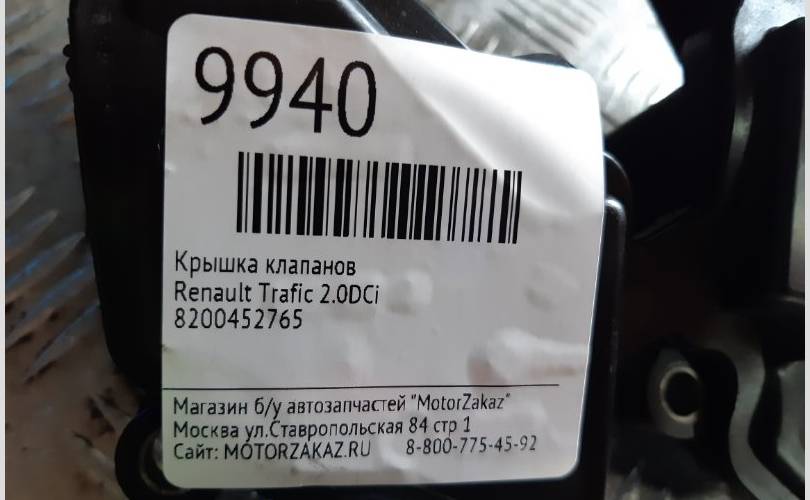 9940
Крышка клапанов
Renault Trafic 2.0DCi
8200452765
Магазин б/у автозапчастей "MotorZakaz"
Москва ул.Ставропольская 84 стр 1
Сайт: MOTORZAKAZ.RU 8-800-775-45-92